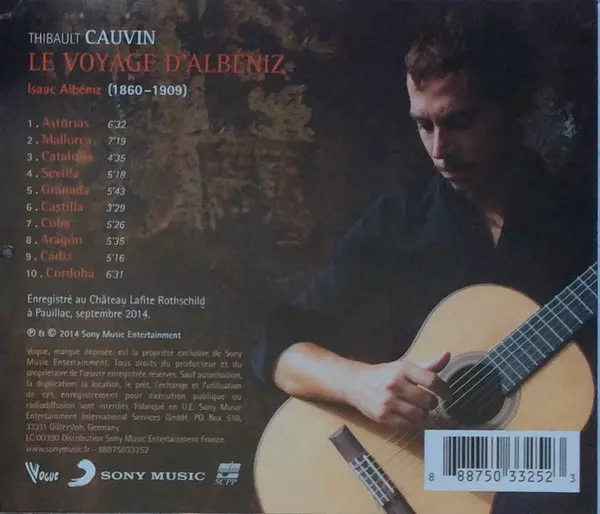 THIBAULT CAUVIN
LE VOYAGE D'ALBÉNIZ
Isaac Albéniz (1860-1909)
1. Asturias 6'32
2. Mallorca 7'19
3. Cataluña 4'35
4. Sevilla 5'18
5. Granada 5'43
6. Castilla 3'29
7. Cuba 5'26
8. Aragón 5'35
9. Cádiz 5'16
10. Cordoba 6'31
Enregistré au Château Lafite Rothschild
à Pauillac, septembre 2014.
℗ & © 2014 Sony Music Entertainment
Vogue, marque déposée, est la propriété exclusive de Sony
Music Entertainment. Tous droits du producteur et du
propriétaire de l'œuvre enregistrée réservés. Sauf autorisation,
la duplication, la location, le prêt, l'échange et l'utilisation
de cet enregistrement pour exécution publique ou
radiodiffusion sont interdits. Fabriqué en U.E. Sony Music
Entertainment International Services GmbH, PO Box 510,
33311 Gütersloh, Germany.
LC 00390 Distribution Sony Music Entertainment France.
www.sonymusic.fr - 88875033252
Vogue SONY MUSIC SCPP
8 88750 33252 3